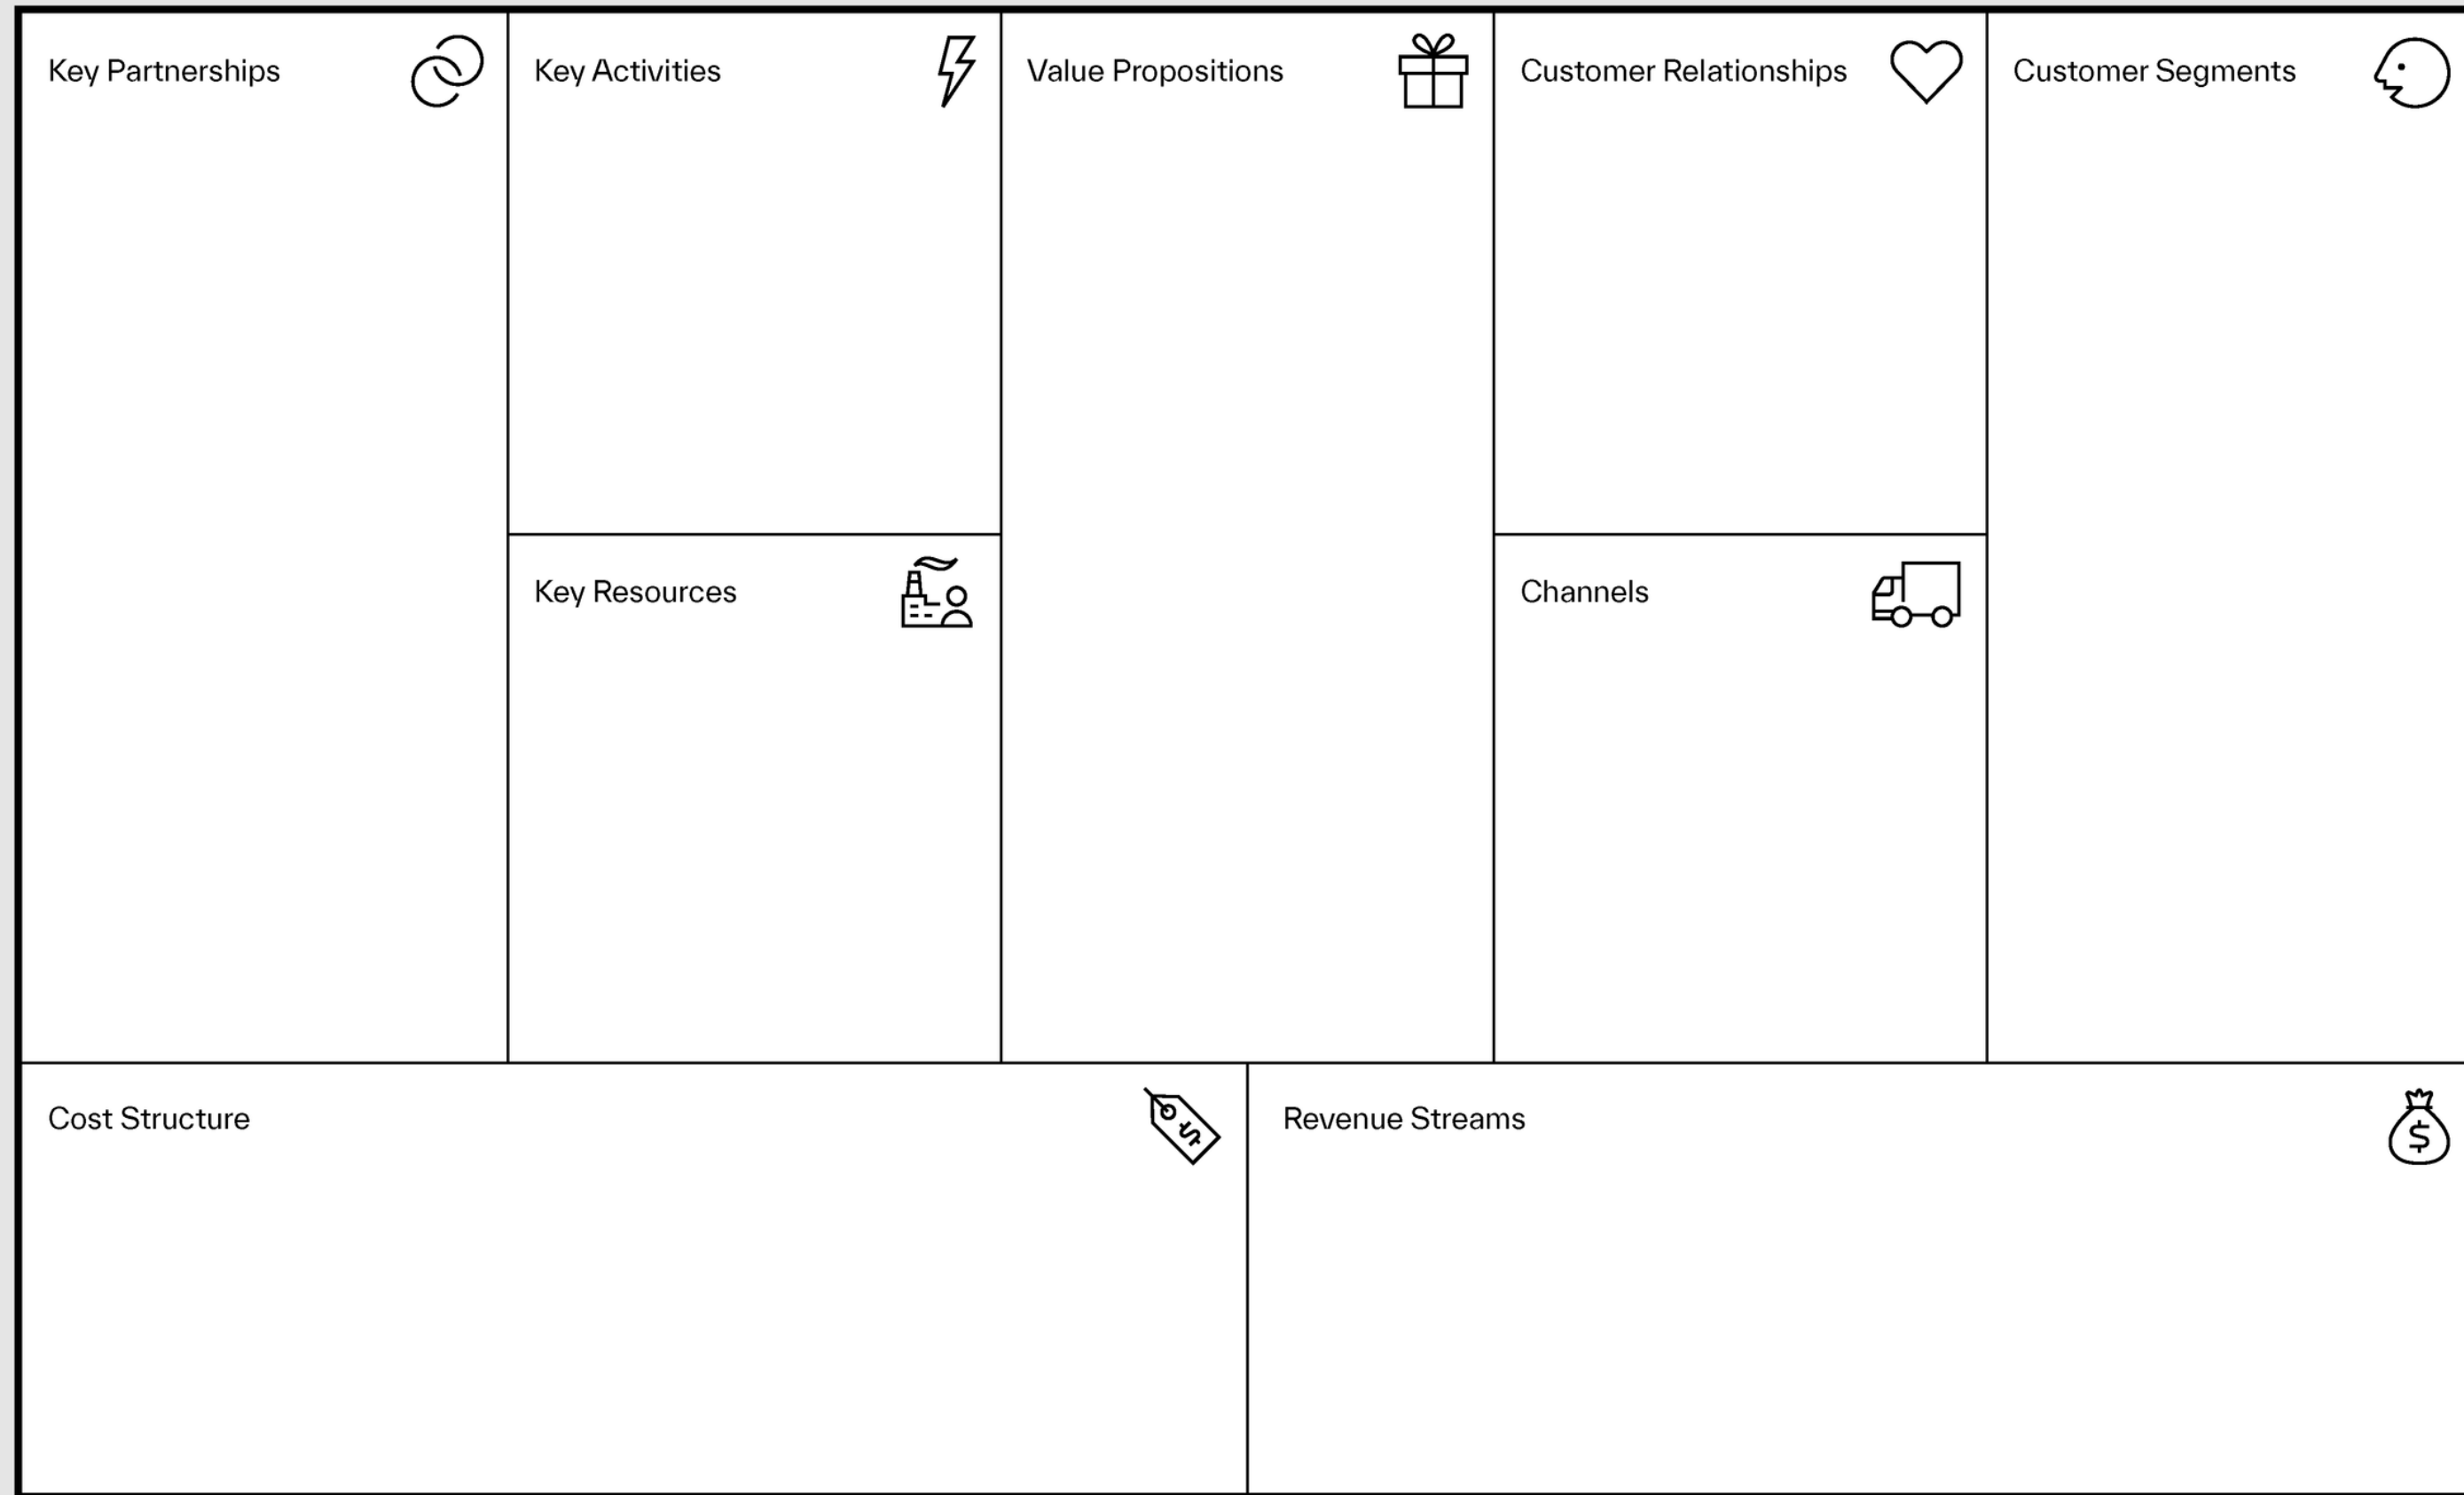 Key Partnerships
Key Activities
Value Propositions
Customer Relationships
Customer Segments
Key Resources
Channels
Cost Structure
$
Revenue Streams
$